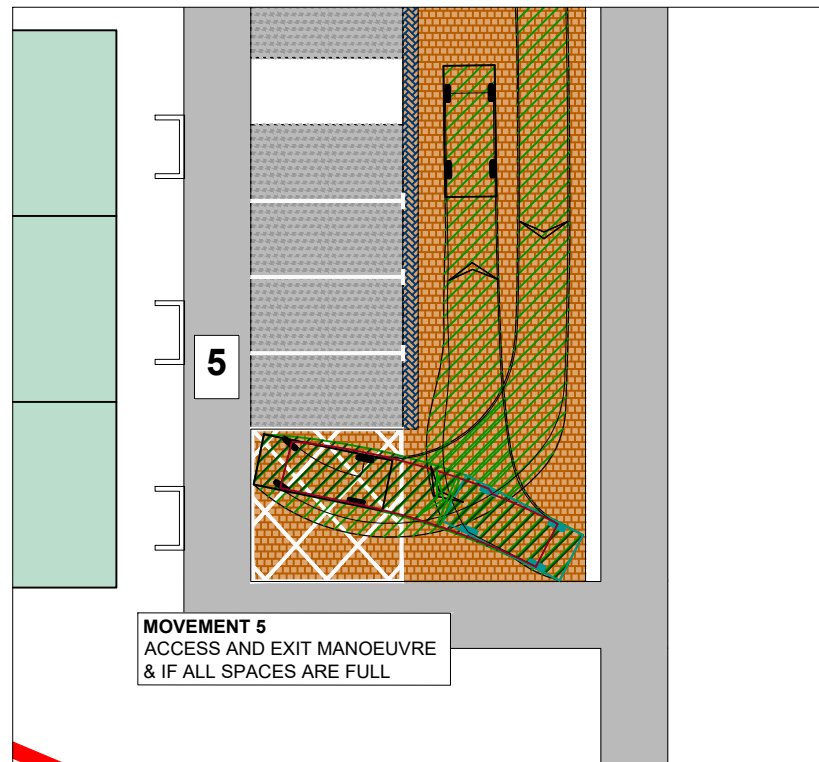 5
MOVEMENT 5
ACCESS AND EXIT MANOEUVRE
& IF ALL SPACES ARE FULL